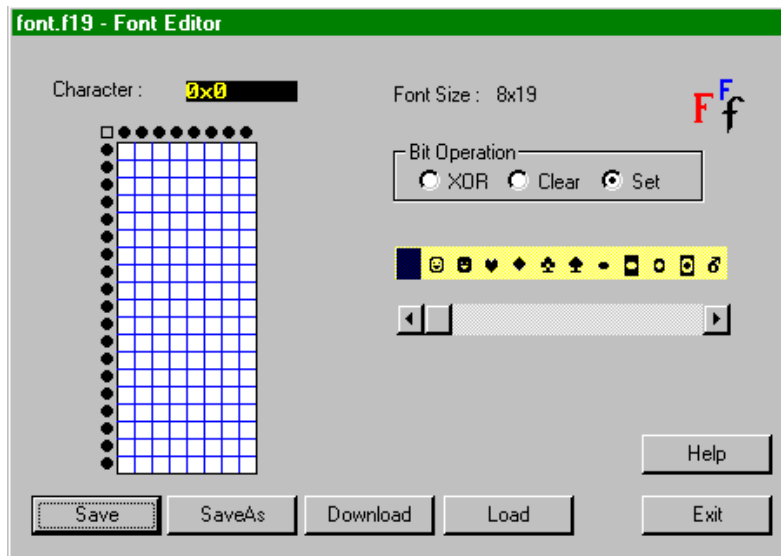 font.f19 - Font Editor
Character : 0x0
Font Size : 8x19
F F f
Bit Operation
XOR Clear Set
Help
Save SaveAs Download Load Exit